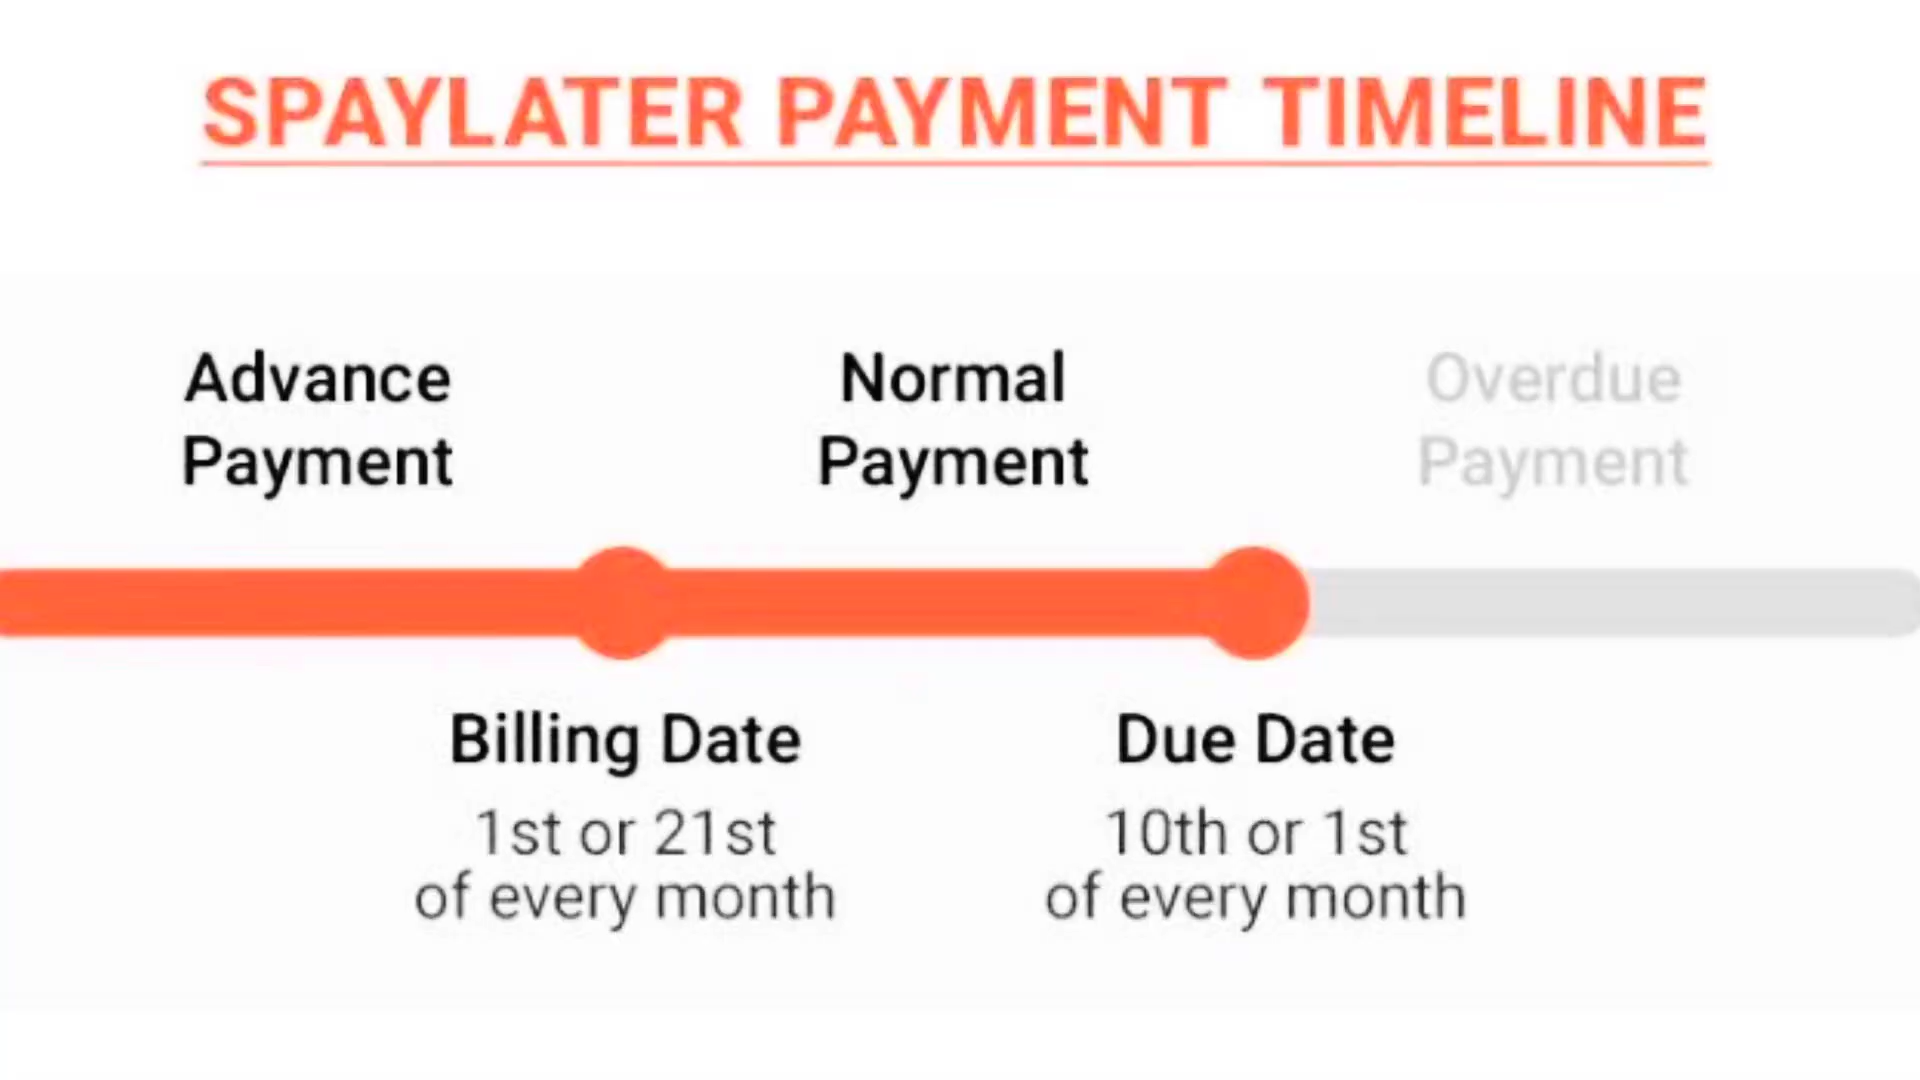 SPAYLATER PAYMENT TIMELINE
Advance
Payment
Normal
Payment
Overdue
Payment
Billing Date
1st or 21st
of every month
Due Date
10th or 1st
of every month